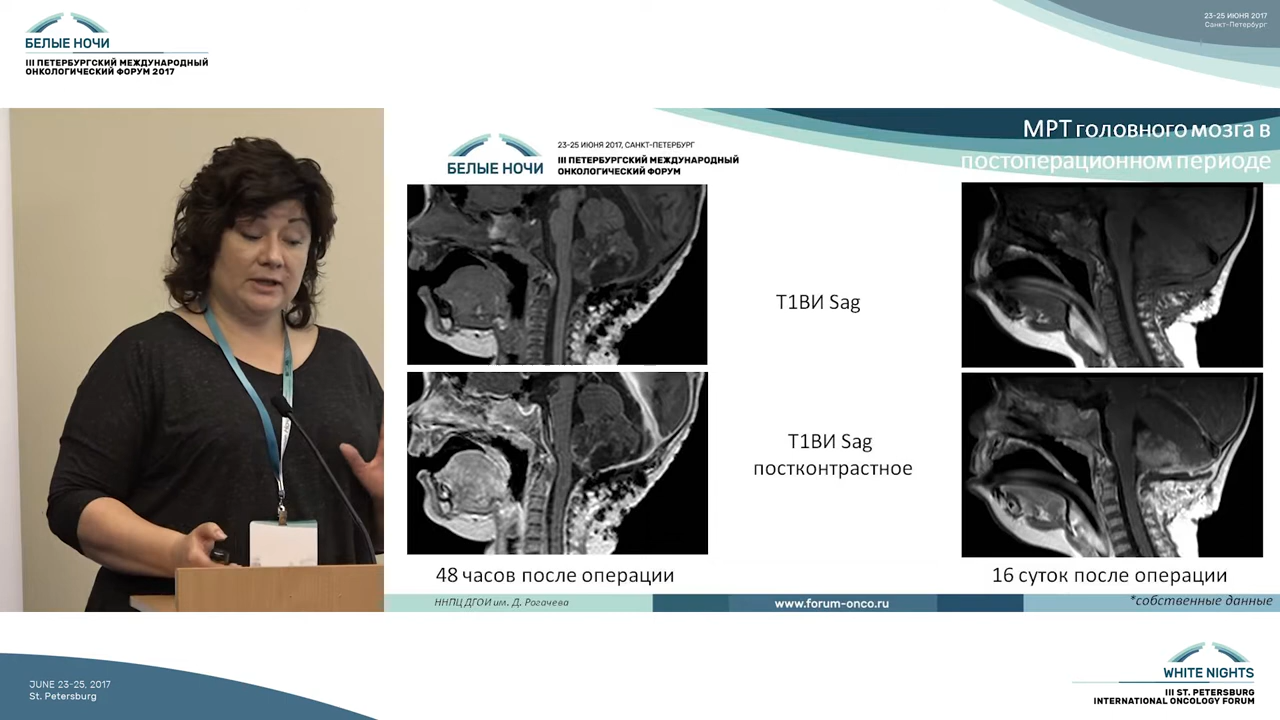 БЕЛЫЕ НОЧИ
III ПЕТЕРБУРГСКИЙ МЕЖДУНАРОДНЫЙ
ОНКОЛОГИЧЕСКИЙ ФОРУМ 2017
23-25 ИЮНЯ 2017
Санкт-Петербург
МРТ головного мозга в
постоперационном периоде
23-25 ИЮНЯ 2017, САНКТ-ПЕТЕРБУРГ
БЕЛЫЕ НОЧИ
III ПЕТЕРБУРГСКИЙ МЕЖДУНАРОДНЫЙ
ОНКОЛОГИЧЕСКИЙ ФОРУМ
Т1ВИ Sag
Т1ВИ Sag
постконтрастное
48 часов после операции
16 суток после операции
ННПЦ ДГОИ им. Д. Рогачева
www.forum-onco.ru
*собственные данные
JUNE 23-25, 2017
St. Petersburg
WHITE NIGHTS
III ST. PETERSBURG
INTERNATIONAL ONCOLOGY FORUM